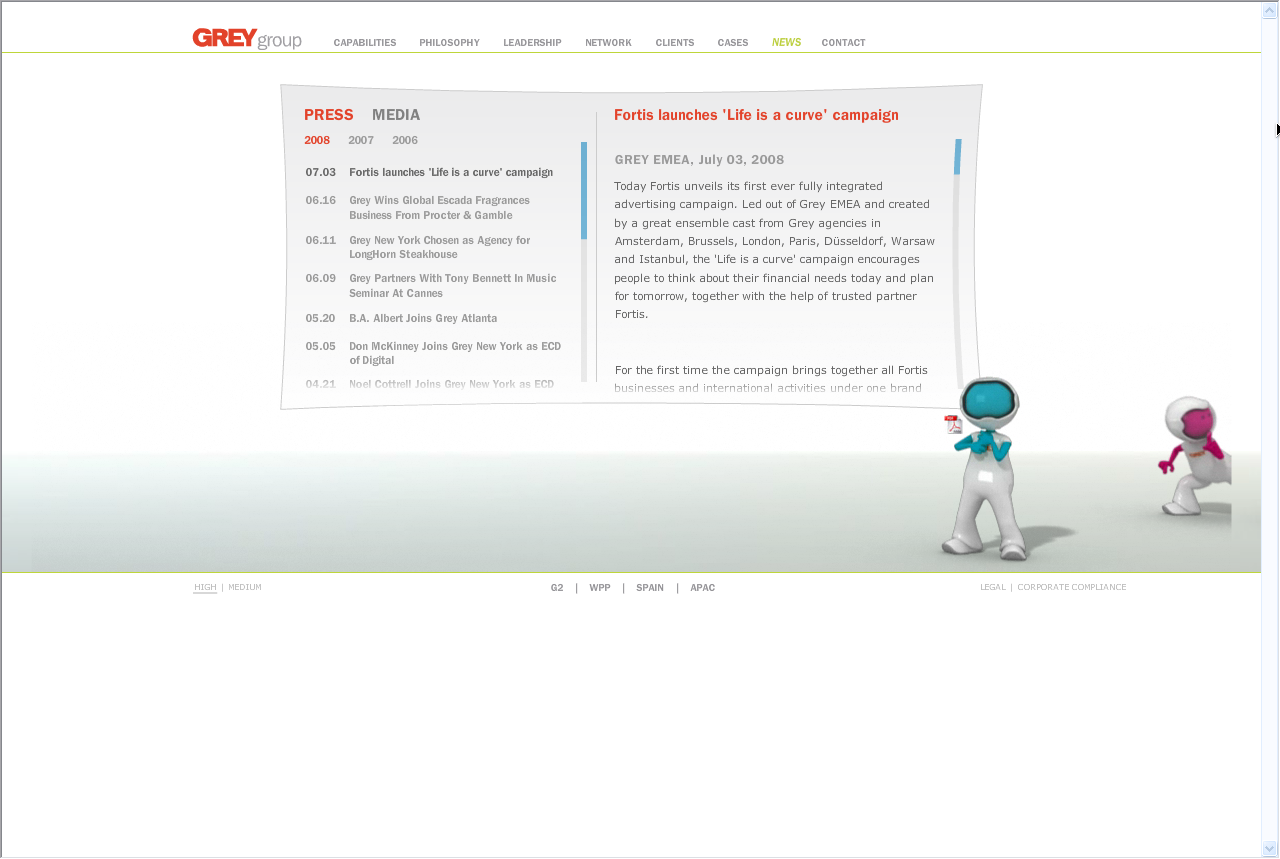 GREYgroup
CAPABILITIES PHILOSOPHY LEADERSHIP NETWORK CLIENTS CASES NEWS CONTACT
PRESS MEDIA
2008 2007 2006
07.03 Fortis launches 'Life is a curve' campaign
06.16 Grey Wins Global Escada Fragrances
Business From Procter & Gamble
06.11 Grey New York Chosen as Agency for
LongHorn Steakhouse
06.09 Grey Partners With Tony Bennett In Music
Seminar At Cannes
05.20 B.A. Albert Joins Grey Atlanta
05.05 Don McKinney Joins Grey New York as ECD
of Digital
04.21 Noel Cottrell Joins Grey New York as ECD
Fortis launches 'Life is a curve' campaign
GREY EMEA, July 03, 2008
Today Fortis unveils its first ever fully integrated
advertising campaign. Led out of Grey EMEA and created
by a great ensemble cast from Grey agencies in
Amsterdam, Brussels, London, Paris, Düsseldorf, Warsaw
and Istanbul, the 'Life is a curve' campaign encourages
people to think about their financial needs today and plan
for tomorrow, together with the help of trusted partner
Fortis.
For the first time the campaign brings together all Fortis
businesses and international activities under one brand
HIGH | MEDIUM
G2 | WPP | SPAIN | APAC
LEGAL | CORPORATE COMPLIANCE